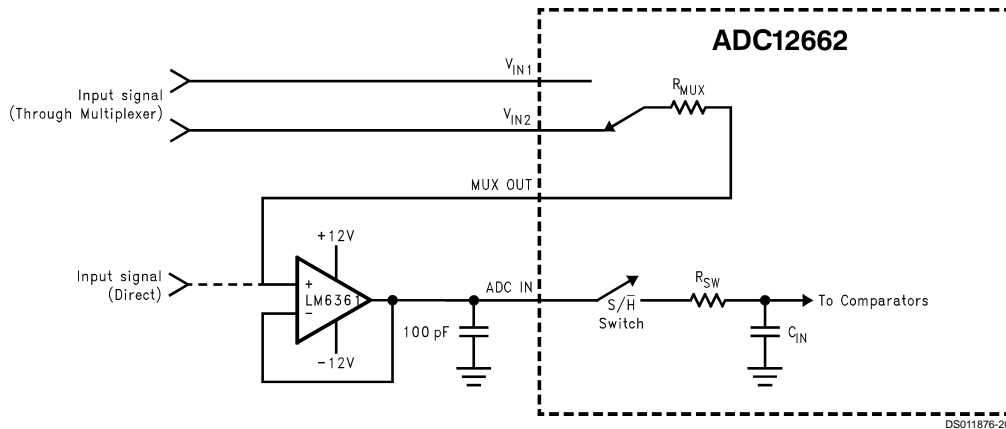 ADC12662
V_IN1
Input signal
(Through Multiplexer)
R_MUX
V_IN2
MUX OUT
+12V
Input signal
(Direct)
+
LM6361
−
ADC IN
R_SW
To Comparators
S/H̅
Switch
100 pF
C_IN
−12V